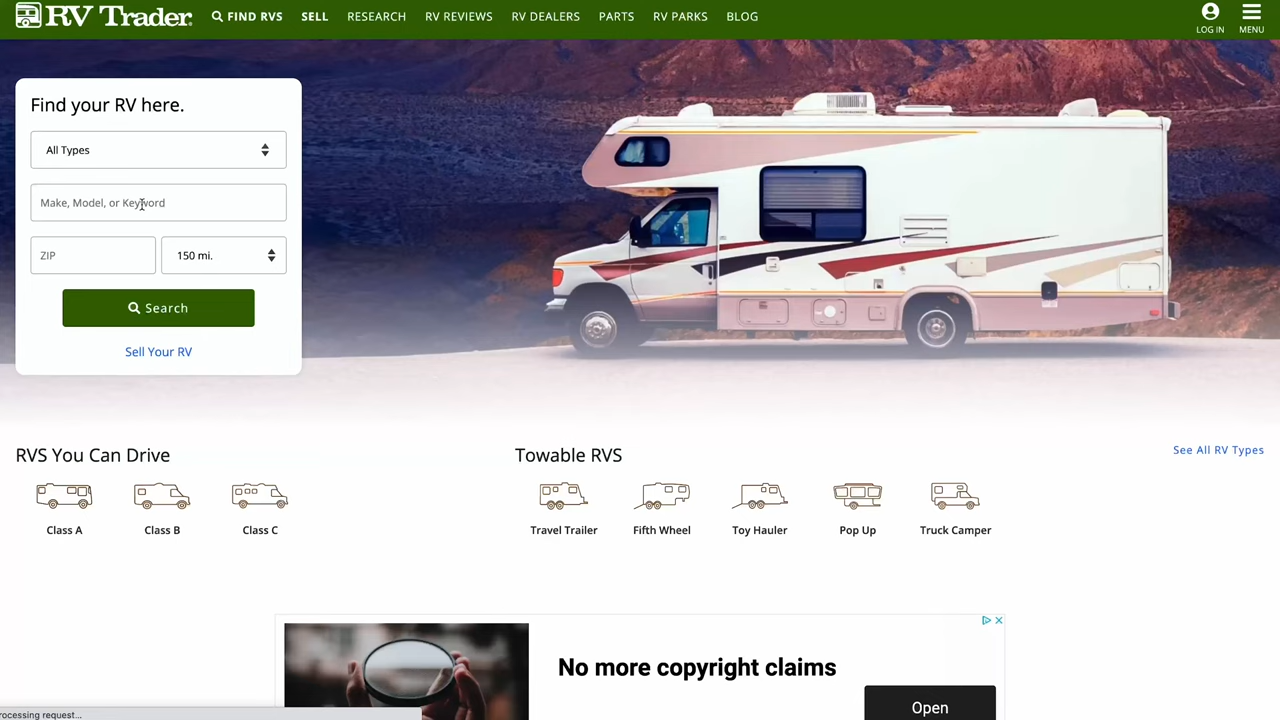 RV Trader
FIND RVS
SELL
RESEARCH
RV REVIEWS
RV DEALERS
PARTS
RV PARKS
BLOG
LOG IN
MENU
Find your RV here.
All Types
Make, Model, or Keyword
ZIP
150 mi.
Search
Sell Your RV
RVS You Can Drive
Class A
Class B
Class C
Towable RVS
Travel Trailer
Fifth Wheel
Toy Hauler
Pop Up
Truck Camper
See All RV Types
No more copyright claims
Open
rocessing request...